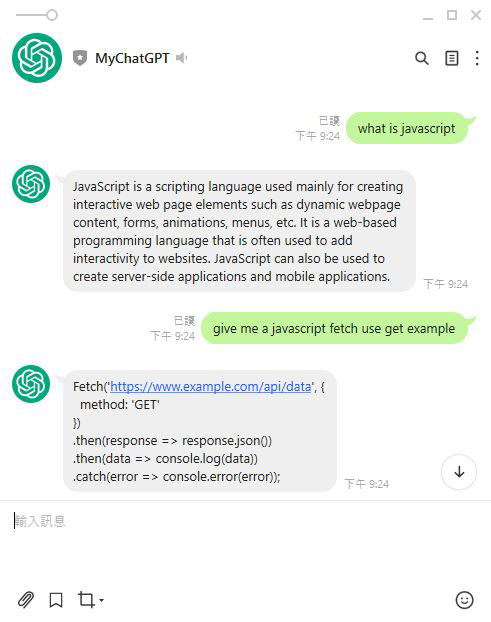 MyChatGPT
已讀
下午 9:24
what is javascript
JavaScript is a scripting language used mainly for creating
interactive web page elements such as dynamic webpage
content, forms, animations, menus, etc. It is a web-based
programming language that is often used to add
interactivity to websites. JavaScript can also be used to
create server-side applications and mobile applications.
下午 9:24
已讀
下午 9:24
give me a javascript fetch use get example
Fetch('https://www.example.com/api/data', {
  method: 'GET'
})
.then(response => response.json())
.then(data => console.log(data))
.catch(error => console.error(error));
下午 9:24
輸入訊息